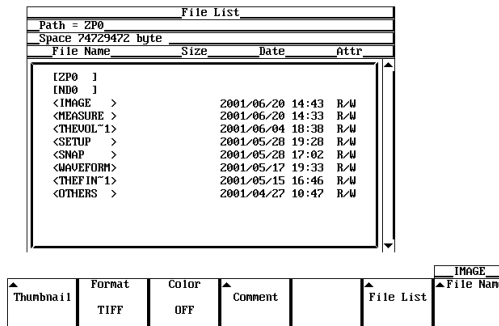 File List
Path = ZP0
Space 74729472 byte
File Name Size Date Attr
[ZP0 ]
[ND0 ]
<IMAGE > 2001/06/20 14:43 R/W
<MEASURE > 2001/06/20 14:33 R/W
<THEVOL~1> 2001/06/04 18:38 R/W
<SETUP > 2001/05/28 19:28 R/W
<SNAP > 2001/05/28 17:02 R/W
<WAVEFORM> 2001/05/17 19:33 R/W
<THEFIN~1> 2001/05/15 16:46 R/W
<OTHERS > 2001/04/27 10:47 R/W
IMAGE
Thumbnail
Format
TIFF
Color
OFF
Comment
File List
File Nam